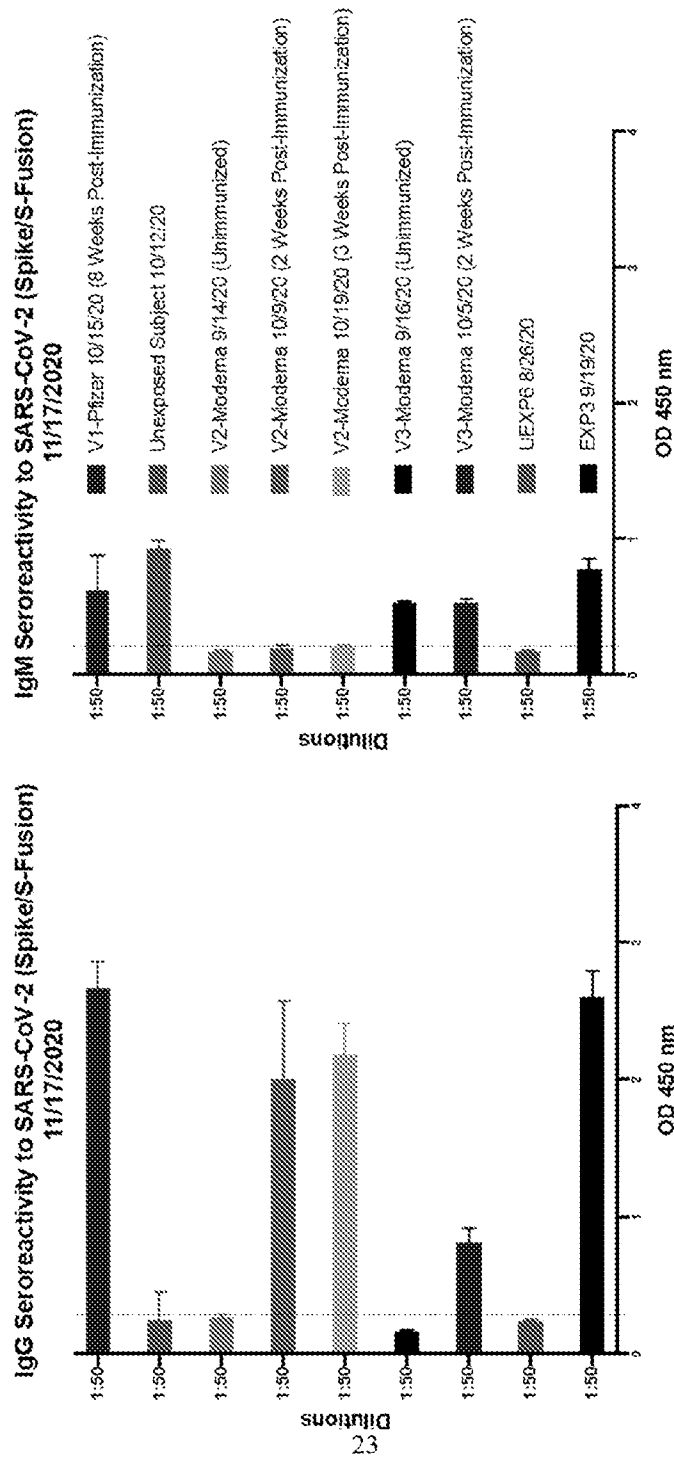 IgG Seroreactivity to SARS-CoV-2 (Spike/S-Fusion)
11/17/2020
Dilutions
1:50
1:50
1:50
1:50
1:50
1:50
1:50
1:50
1:50
0
1
2
3
4
OD 450 nm
IgM Seroreactivity to SARS-CoV-2 (Spike/S-Fusion)
11/17/2020
Dilutions
1:50
1:50
1:50
1:50
1:50
1:50
1:50
1:50
1:50
0
1
2
3
4
OD 450 nm
V1-Pfizer 10/15/20 (8 Weeks Post-Immunization)
Unexposed Subject 10/12/20
V2-Moderna 9/14/20 (Unimmunized)
V2-Moderna 10/9/20 (2 Weeks Post-Immunization)
V2-Moderna 10/19/20 (3 Weeks Post-Immunization)
V3-Moderna 9/16/20 (Unimmunized)
V3-Moderna 10/5/20 (2 Weeks Post-Immunization)
UEXP6 8/26/20
EXP3 9/19/20
23